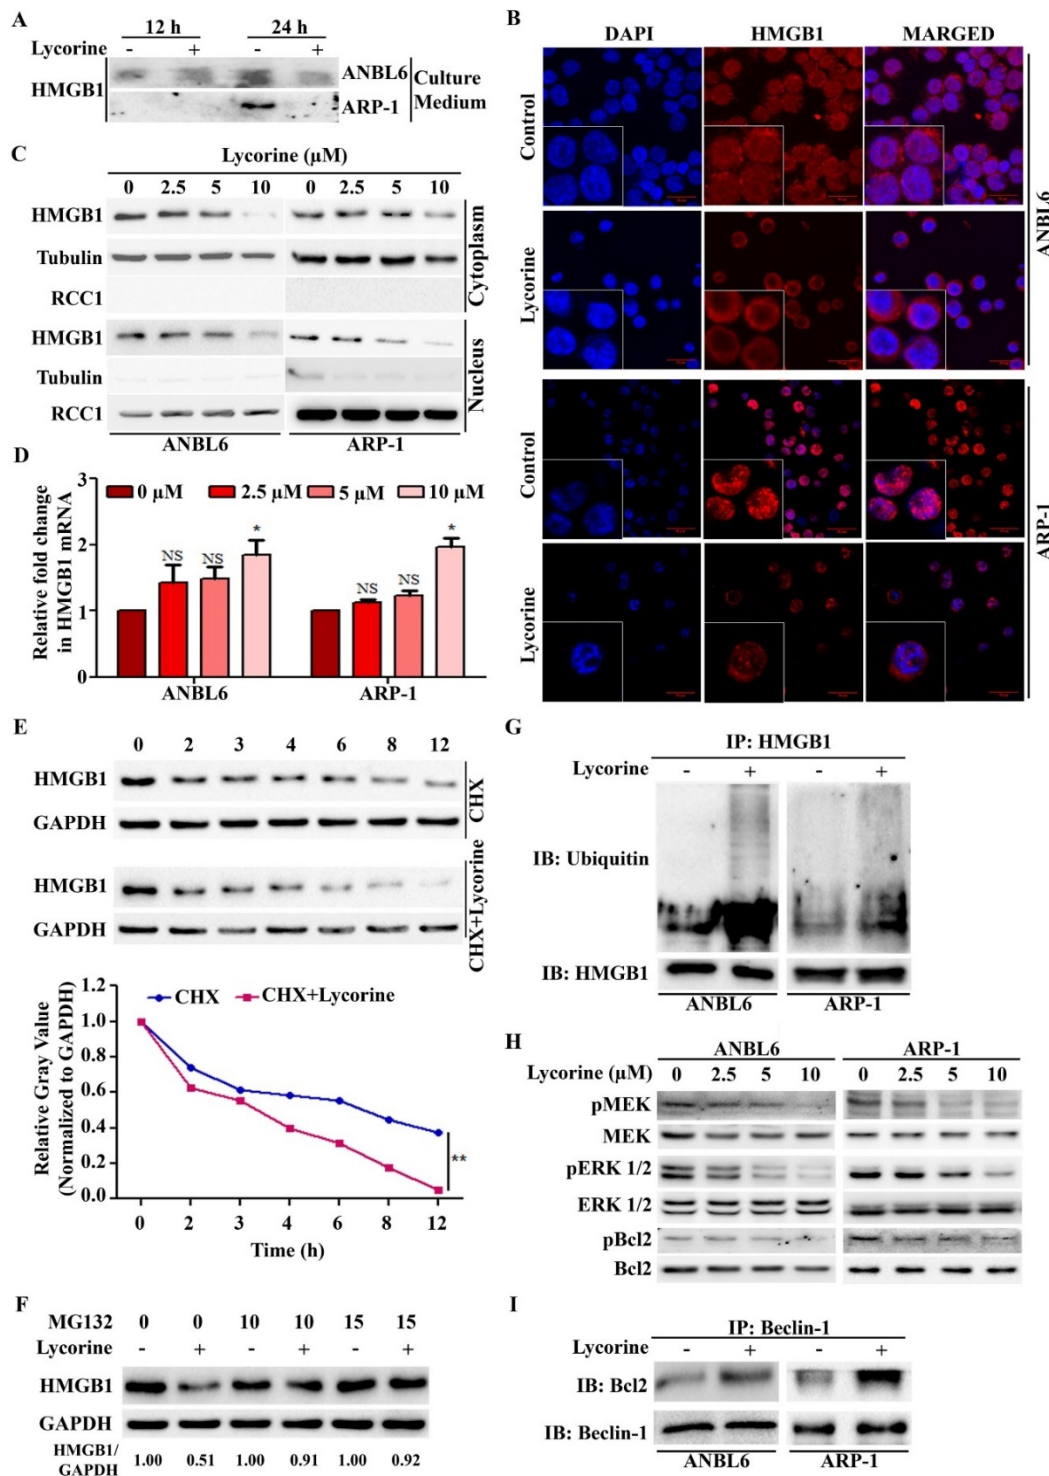 A
12 h 24 h
Lycorine - + - +
HMGB1
ANBL6
ARP-1
Culture
Medium
B
DAPI HMGB1 MARGED
Control
Lycorine
ANBL6
Control
Lycorine
ARP-1
C
Lycorine (µM)
0 2.5 5 10 0 2.5 5 10
HMGB1
Tubulin
RCC1
Cytoplasm
HMGB1
Tubulin
RCC1
Nucleus
ANBL6 ARP-1
D
Relative fold change
in HMGB1 mRNA
3
2
1
0
0 µM 2.5 µM 5 µM 10 µM
NS NS * NS NS *
ANBL6 ARP-1
E
0 2 3 4 6 8 12
HMGB1
GAPDH
CHX
HMGB1
GAPDH
CHX+Lycorine
Relative Gray Value
(Normalized to GAPDH)
1.2
1.0
0.8
0.6
0.4
0.2
0.0
CHX CHX+Lycorine
**
0 2 3 4 6 8 12
Time (h)
F
MG132 0 0 10 10 15 15
Lycorine - + - + - +
HMGB1
GAPDH
HMGB1/
GAPDH
1.00 0.51 1.00 0.91 1.00 0.92
G
IP: HMGB1
Lycorine - + - +
IB: Ubiquitin
IB: HMGB1
ANBL6 ARP-1
H
ANBL6 ARP-1
Lycorine (µM) 0 2.5 5 10 0 2.5 5 10
pMEK
MEK
pERK 1/2
ERK 1/2
pBcl2
Bcl2
I
IP: Beclin-1
Lycorine - + - +
IB: Bcl2
IB: Beclin-1
ANBL6 ARP-1